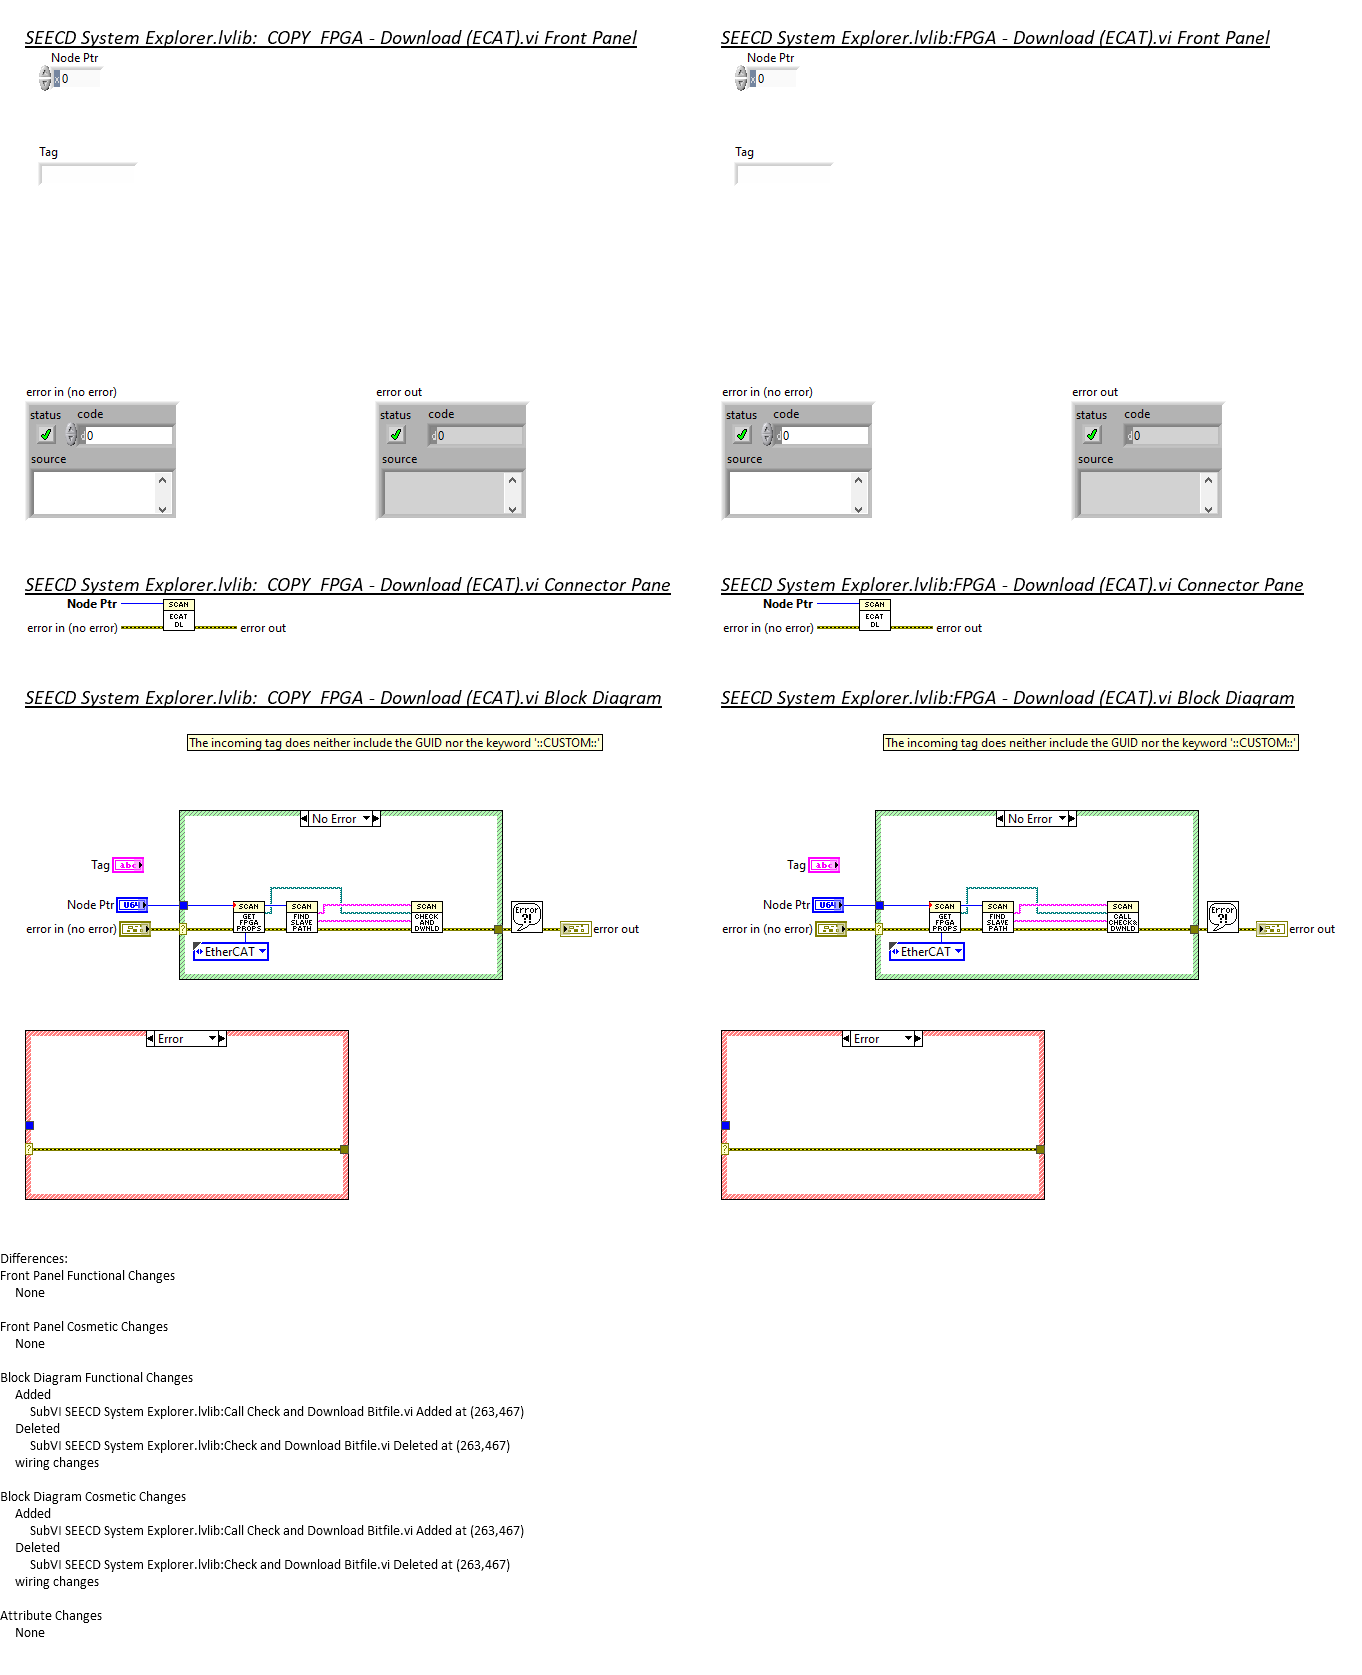 SEECD System Explorer.lvlib:_COPY_FPGA - Download (ECAT).vi Front Panel
Node Ptr
x 0
Tag
error in (no error)
status code
d 0
source
error out
status code
d 0
source
SEECD System Explorer.lvlib:_COPY_FPGA - Download (ECAT).vi Connector Pane
Node Ptr
SCAN
ECAT
DL
error in (no error)
error out
SEECD System Explorer.lvlib:_COPY_FPGA - Download (ECAT).vi Block Diagram
The incoming tag does neither include the GUID nor the keyword '::CUSTOM::'
No Error
Tag abc
Node Ptr U64
error in (no error)
?
SCAN
GET
FPGA
PROPS
SCAN
FIND
SLAVE
PATH
SCAN
CHECK
AND
DWNLD
Error
?!
error out
EtherCAT
Error
?
SEECD System Explorer.lvlib:FPGA - Download (ECAT).vi Front Panel
Node Ptr
x 0
Tag
error in (no error)
status code
d 0
source
error out
status code
d 0
source
SEECD System Explorer.lvlib:FPGA - Download (ECAT).vi Connector Pane
Node Ptr
SCAN
ECAT
DL
error in (no error)
error out
SEECD System Explorer.lvlib:FPGA - Download (ECAT).vi Block Diagram
The incoming tag does neither include the GUID nor the keyword '::CUSTOM::'
No Error
Tag abc
Node Ptr U64
error in (no error)
?
SCAN
GET
FPGA
PROPS
SCAN
FIND
SLAVE
PATH
SCAN
CALL
CHECK&
DWNLD
Error
?!
error out
EtherCAT
Error
?
Differences:
Front Panel Functional Changes
None
Front Panel Cosmetic Changes
None
Block Diagram Functional Changes
Added
SubVI SEECD System Explorer.lvlib:Call Check and Download Bitfile.vi Added at (263,467)
Deleted
SubVI SEECD System Explorer.lvlib:Check and Download Bitfile.vi Deleted at (263,467)
wiring changes
Block Diagram Cosmetic Changes
Added
SubVI SEECD System Explorer.lvlib:Call Check and Download Bitfile.vi Added at (263,467)
Deleted
SubVI SEECD System Explorer.lvlib:Check and Download Bitfile.vi Deleted at (263,467)
wiring changes
Attribute Changes
None